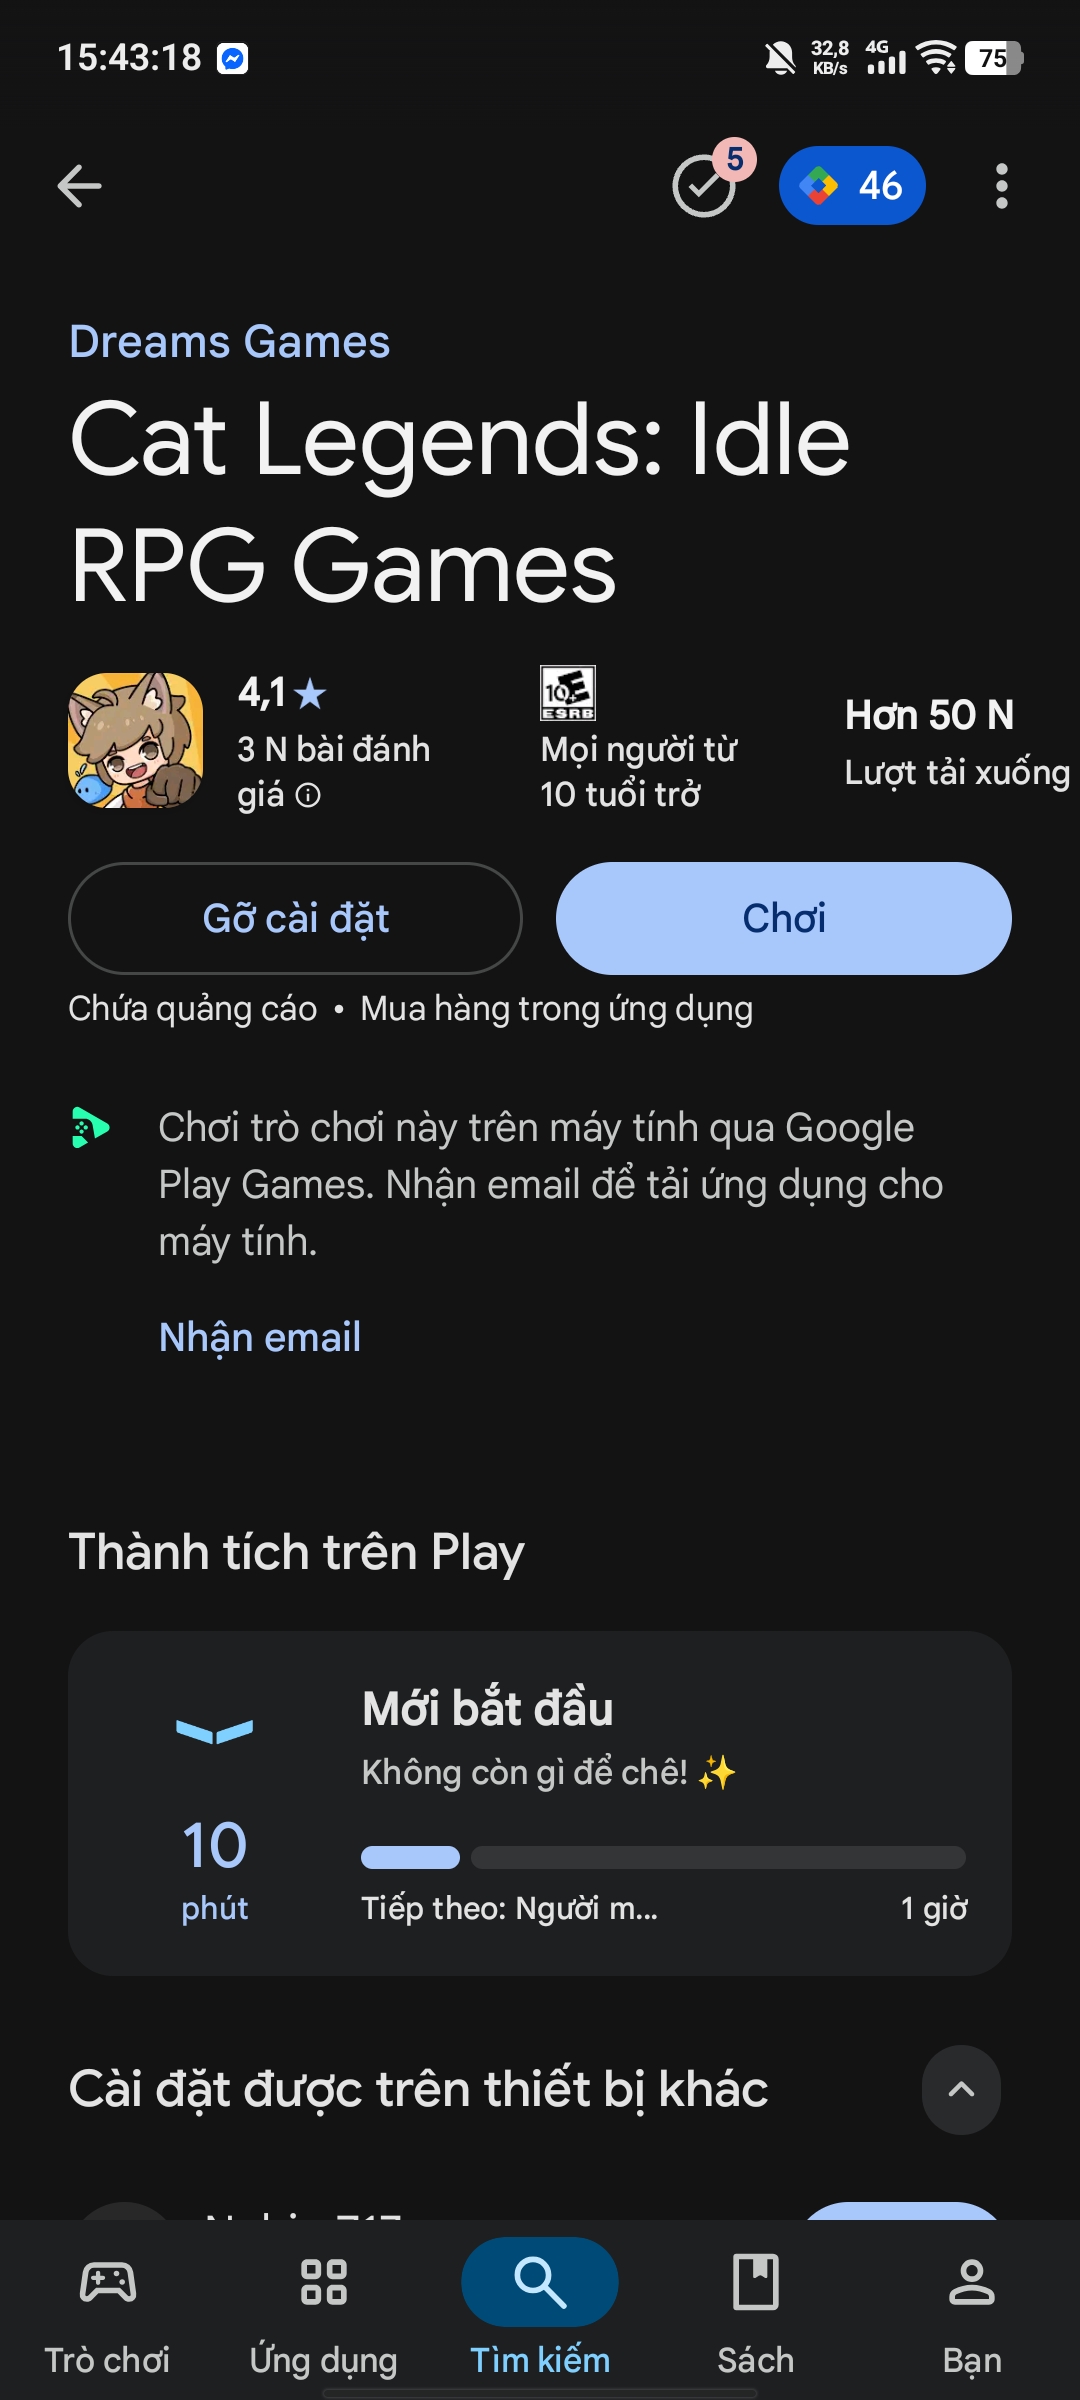 15:43:18
32,8
KB/s
4G
75
5
46
Dreams Games
Cat Legends: Idle
RPG Games
4,1★
3 N bài đánh
giá
10+
E
ESRB
Mọi người từ
10 tuổi trở
Hơn 50 N
Lượt tải xuống
Gỡ cài đặt
Chơi
Chứa quảng cáo • Mua hàng trong ứng dụng
Chơi trò chơi này trên máy tính qua Google
Play Games. Nhận email để tải ứng dụng cho
máy tính.
Nhận email
Thành tích trên Play
Mới bắt đầu
Không còn gì để chê! ✨
10
phút
Tiếp theo: Người m...
1 giờ
Cài đặt được trên thiết bị khác
Trò chơi
Ứng dụng
Tìm kiếm
Sách
Bạn